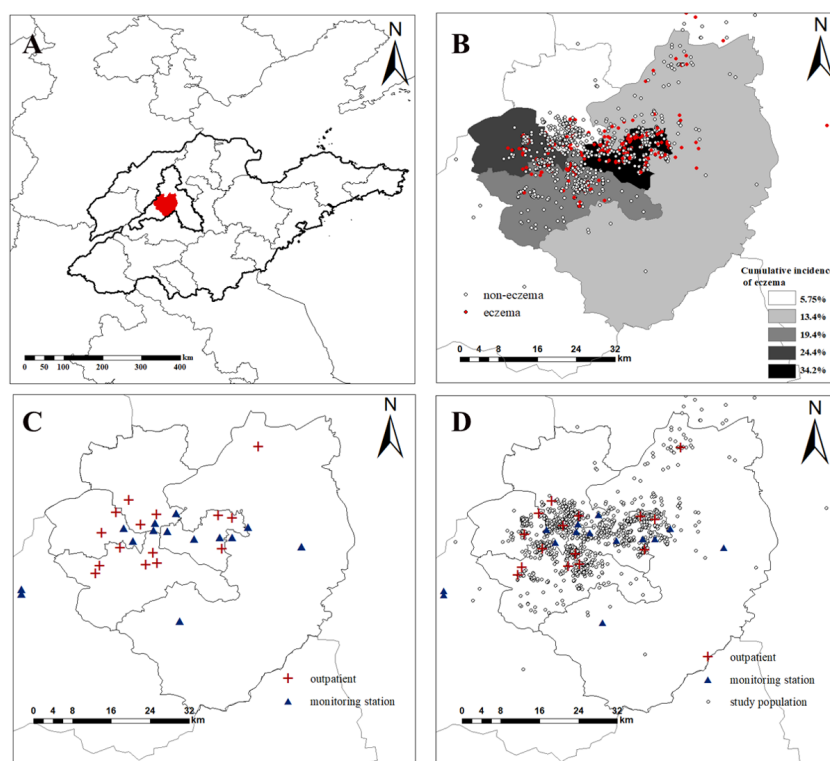 A
N
0 50 100 200 300 400
km
B
N
non-eczema
eczema
Cumulative incidence
of eczema
5.75%
13.4%
19.4%
24.4%
34.2%
0 4 8 16 24 32
km
C
N
outpatient
monitoring station
0 4 8 16 24 32
km
D
N
outpatient
monitoring station
study population
0 4 8 16 24 32
km